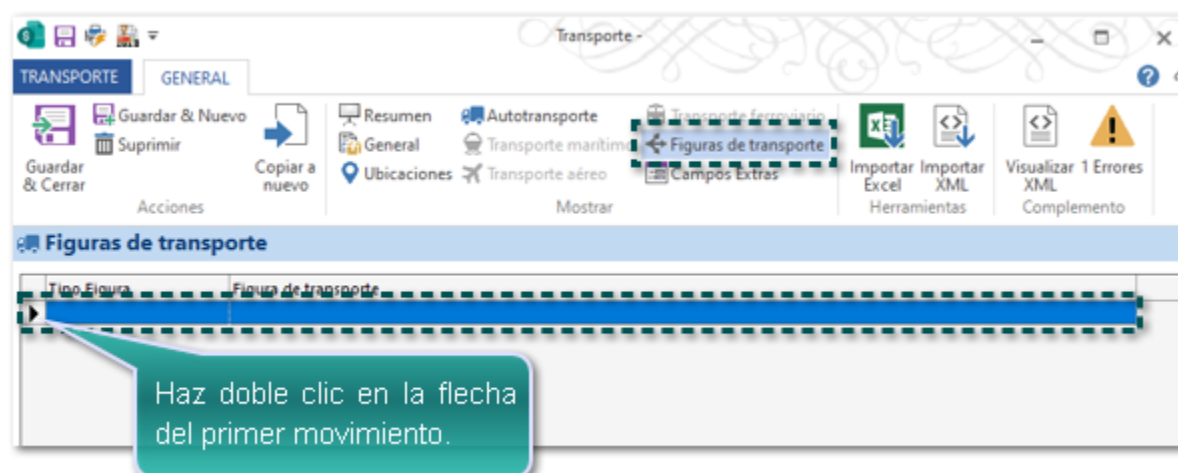 Transporte -
TRANSPORTE GENERAL
Guardar & Cerrar
Guardar & Nuevo
Suprimir
Copiar a nuevo
Acciones
Resumen
General
Ubicaciones
Autotransporte
Transporte marítimo
Transporte aéreo
Transporte ferroviario
Figuras de transporte
Campos Extras
Mostrar
Importar Excel
Importar XML
Herramientas
Visualizar XML
1 Errores
Complemento
Figuras de transporte
Tipo Figura Figura de transporte
Haz doble clic en la flecha
del primer movimiento.